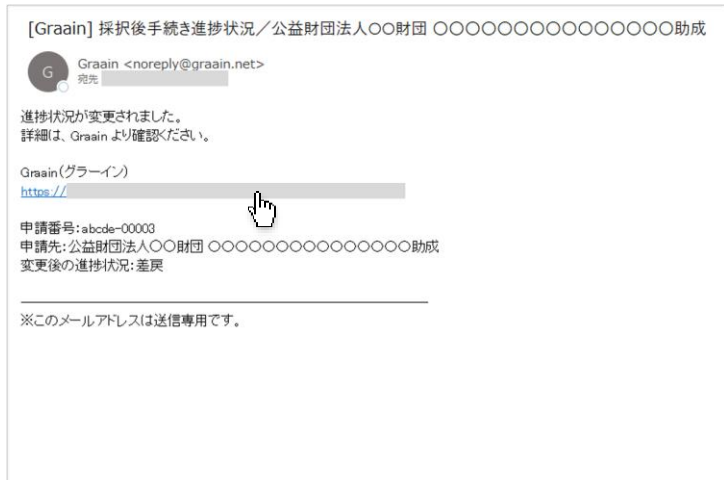 [Graain] 採択後手続き進捗状況／公益財団法人〇〇財団 〇〇〇〇〇〇〇〇〇〇〇〇〇〇〇助成
G
Graain <noreply@graain.net>
宛先
進捗状況が変更されました。
詳細は、Graain より確認ください。
Graain（グラーイン）
https://
申請番号：abcde-00003
申請先：公益財団法人〇〇財団 〇〇〇〇〇〇〇〇〇〇〇〇〇〇〇助成
変更後の進捗状況：差戻
※このメールアドレスは送信専用です。